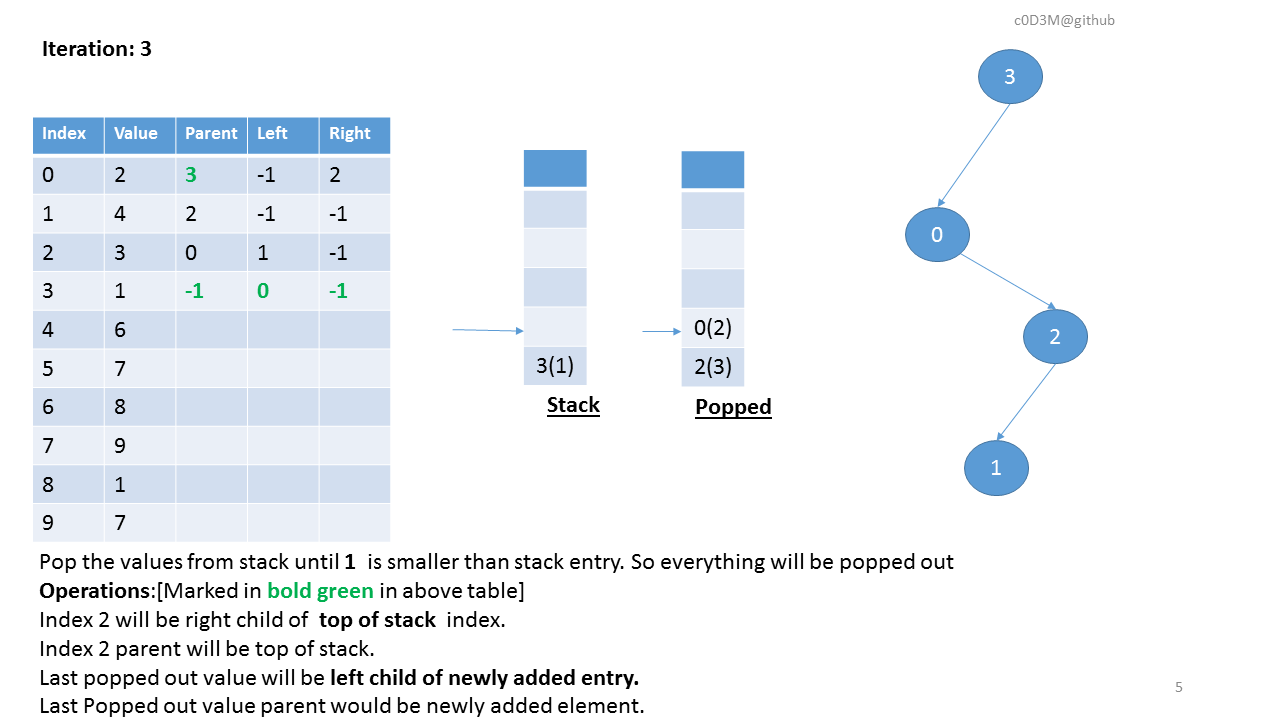 c0D3M@github
Iteration: 3
Index Value Parent Left Right
0 2 3 -1 2
1 4 2 -1 -1
2 3 0 1 -1
3 1 -1 0 -1
4 6
5 7
6 8
7 9
8 1
9 7
3(1)
Stack
0(2)
2(3)
Popped
3
0
2
1
Pop the values from stack until 1 is smaller than stack entry. So everything will be popped out
Operations:[Marked in bold green in above table]
Index 2 will be right child of top of stack index.
Index 2 parent will be top of stack.
Last popped out value will be left child of newly added entry.
Last Popped out value parent would be newly added element.
5